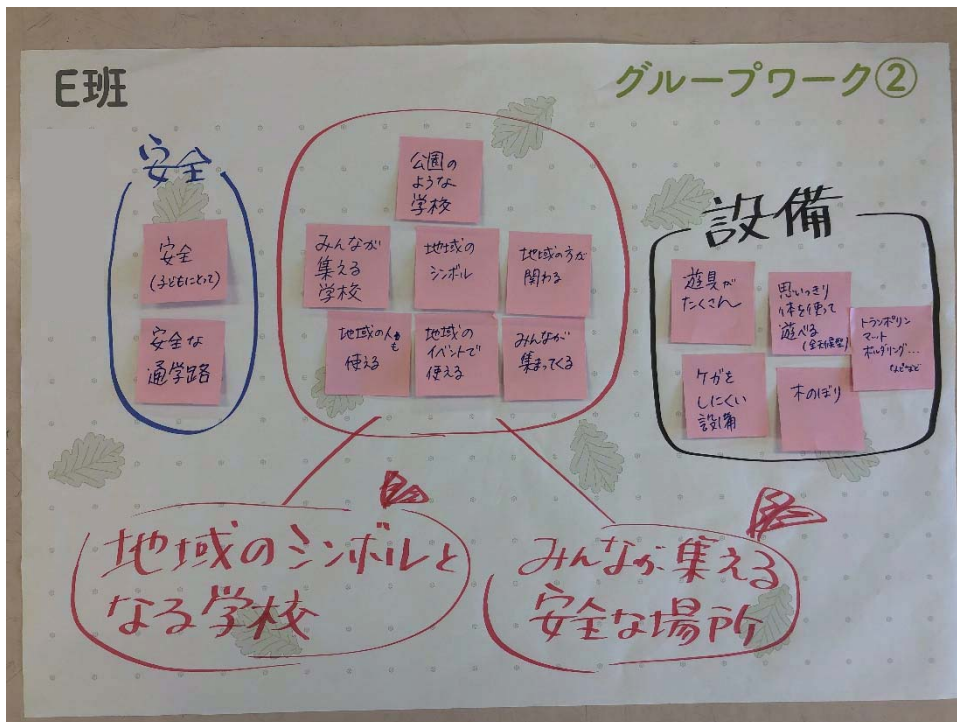 E班
グループワーク②
安全
安全
(子どもにとって)
安全な
通学路
公園の
ような
学校
みんなが
集える
学校
地域の
シンボル
地域の方が
関わる
地域の人も
使える
地域の
イベントで
使える
みんなが
集まってくる
設備
遊具が
たくさん
思いっきり
体を使って
遊べる
トランポリン
マット
ボルダリング…
などなど
ケガを
しにくい
設備
木のぼり
地域のシンボルと
なる学校
みんなが集える
安全な場所